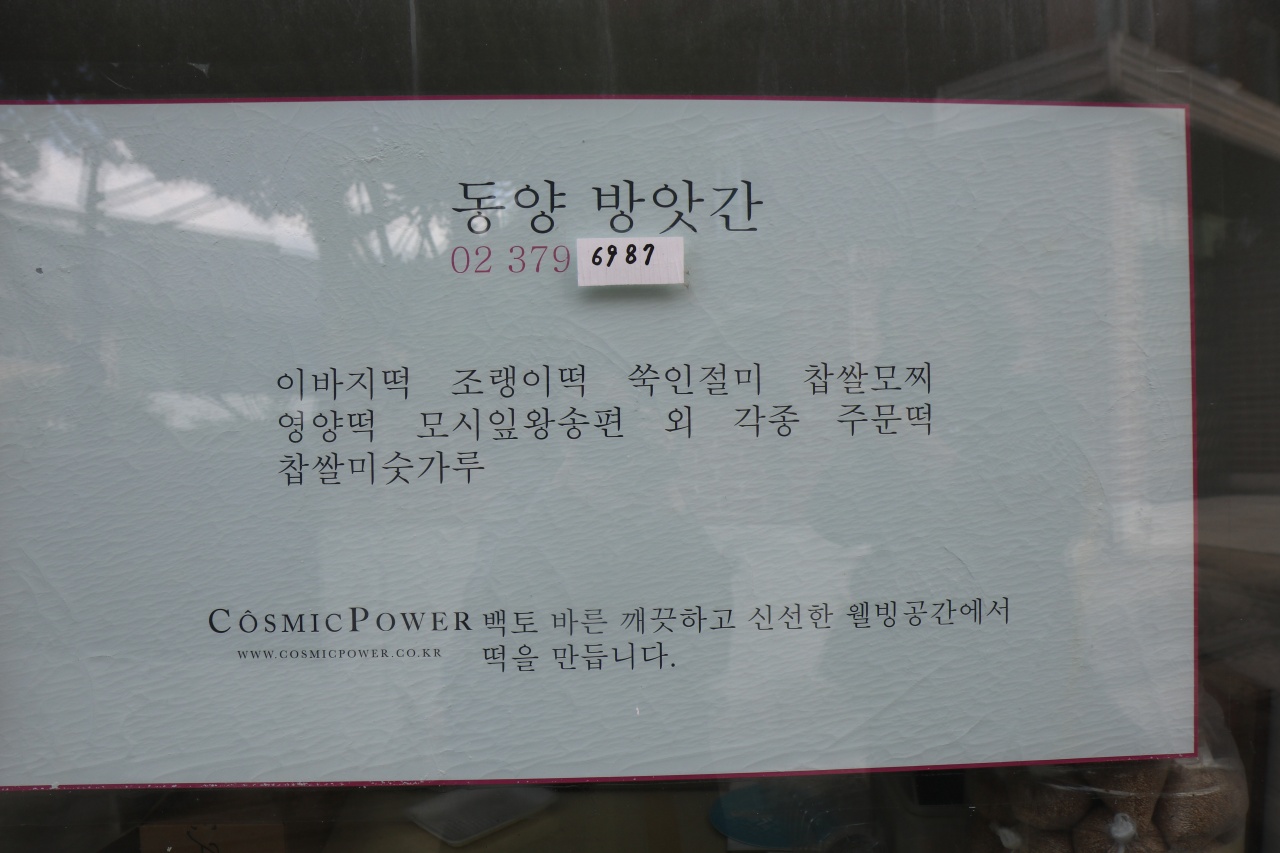 동양 방앗간
02 379 6987
이바지떡 조랭이떡 쑥인절미 찹쌀모찌
영양떡 모시잎왕송편 외 각종 주문떡
찹쌀미숫가루
CÔSMICPOWER 백토 바른 깨끗하고 신선한 웰빙공간에서
WWW.COSMICPOWER.CO.KR 떡을 만듭니다.